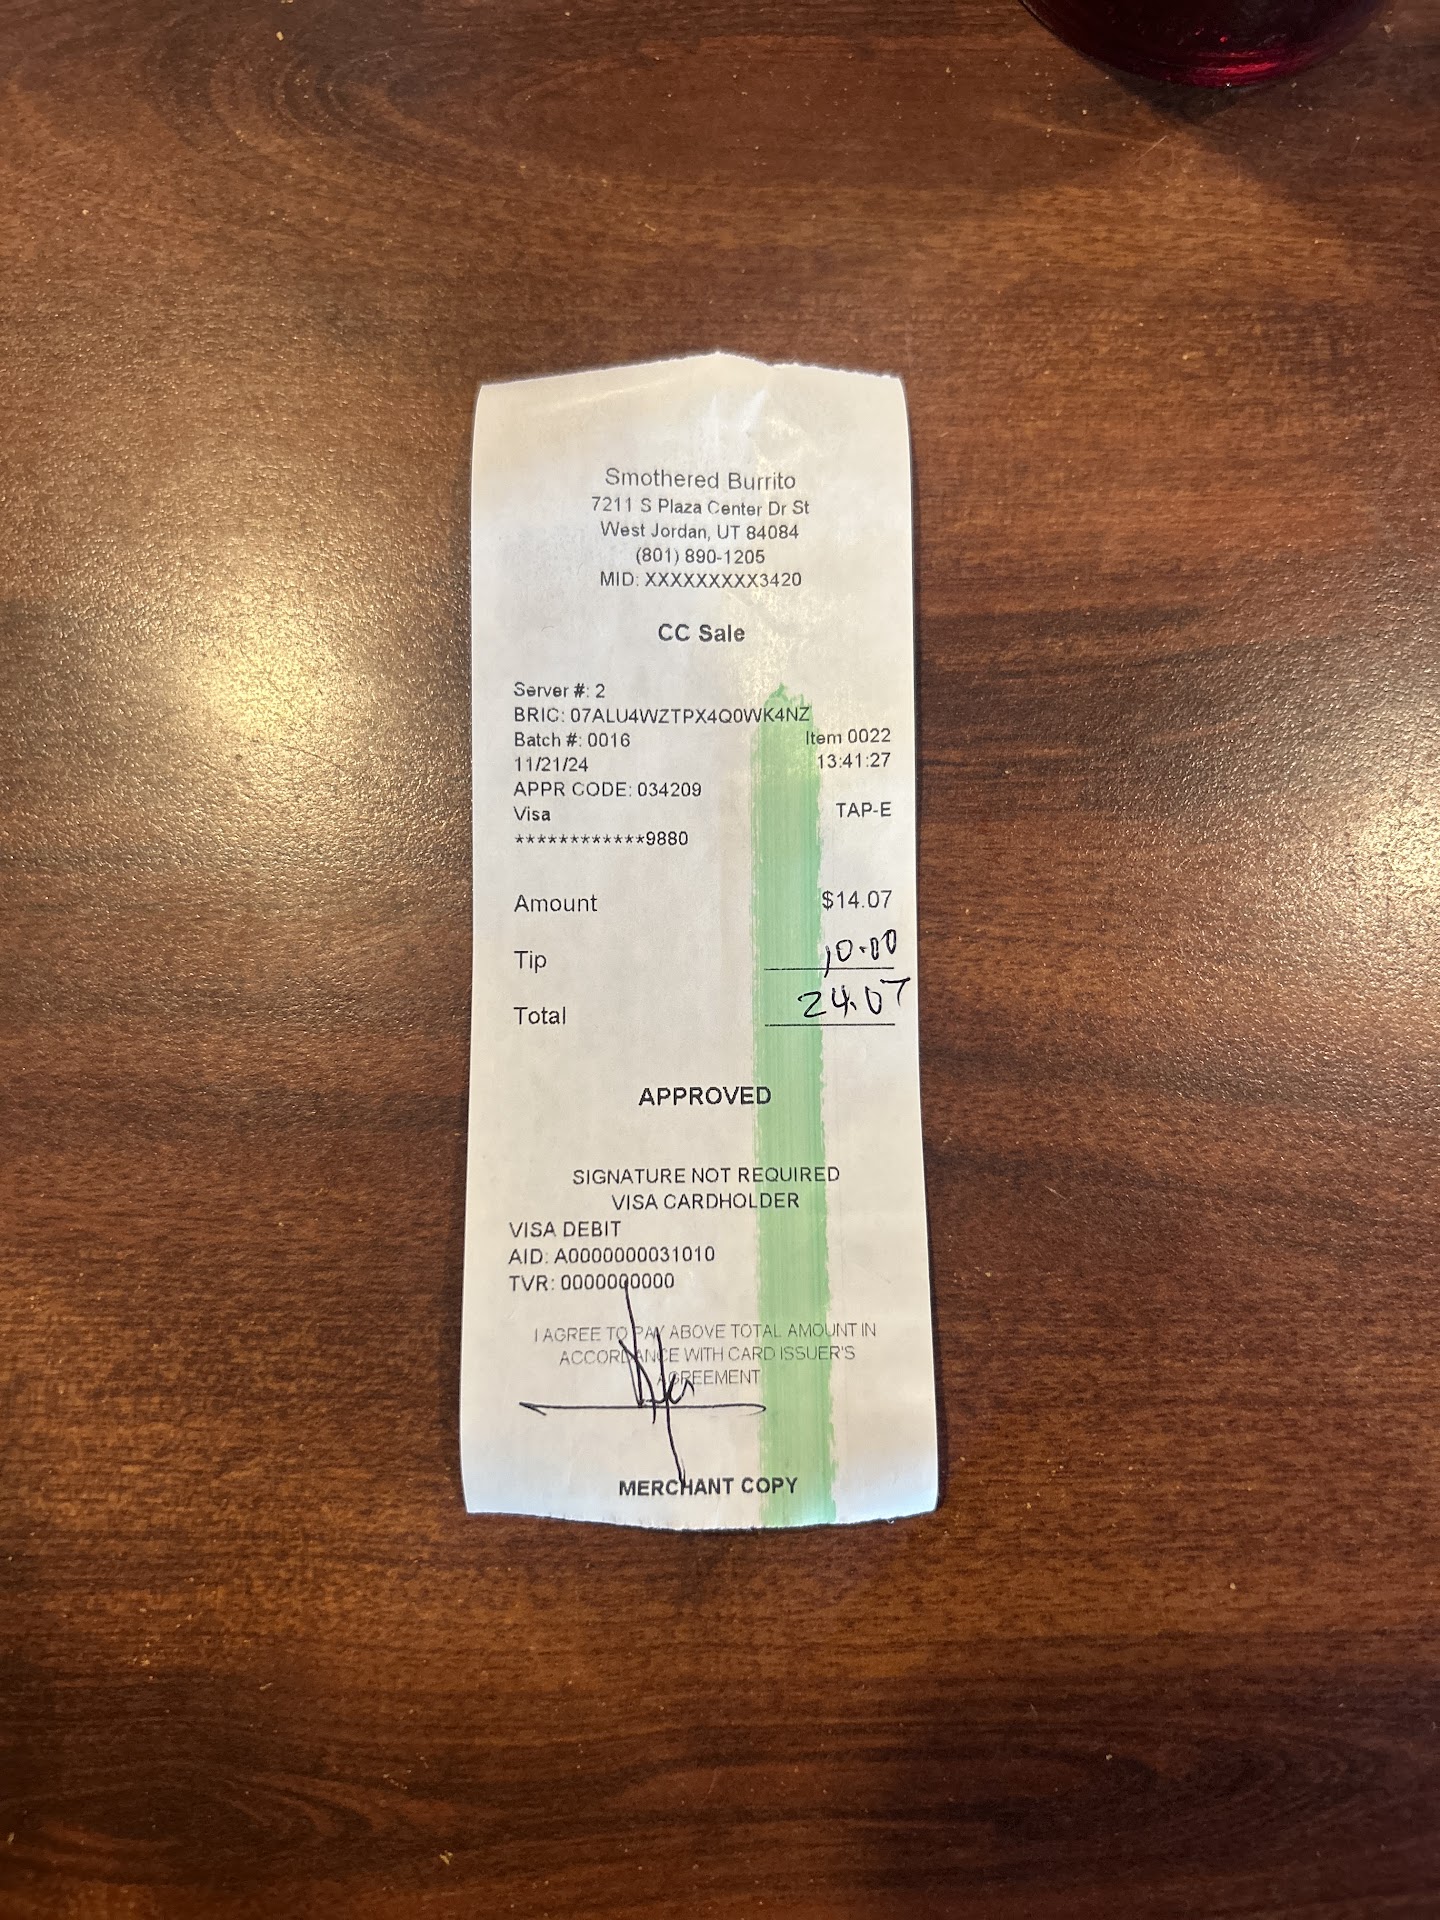 Smothered Burrito
7211 S Plaza Center Dr St
West Jordan, UT 84084
(801) 890-1205
MID: XXXXXXXXX3420
CC Sale
Server #: 2
BRIC: 07ALU4WZTPX4Q0WK4NZ
Batch #: 0016 Item 0022
11/21/24 13:41:27
APPR CODE: 034209
Visa TAP-E
************9880
Amount $14.07
Tip 10.00
Total 24.07
APPROVED
SIGNATURE NOT REQUIRED
VISA CARDHOLDER
VISA DEBIT
AID: A0000000031010
TVR: 0000000000
I AGREE TO PAY ABOVE TOTAL AMOUNT IN
ACCORDANCE WITH CARD ISSUER'S
AGREEMENT
MERCHANT COPY